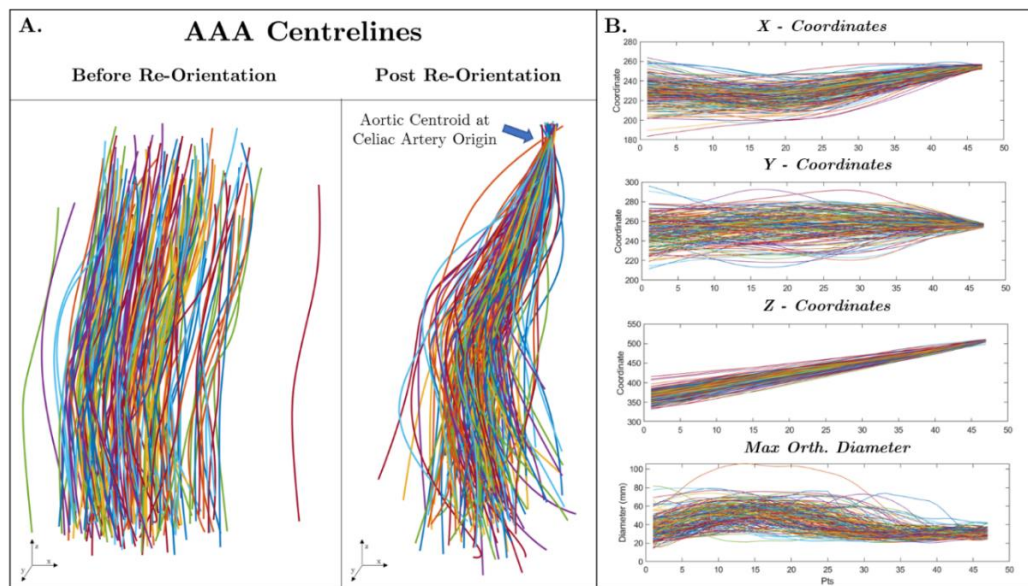 A.
AAA Centrelines
Before Re-Orientation
Post Re-Orientation
Aortic Centroid at
Celiac Artery Origin
z
x
y
z
x
y
B.
X - Coordinates
Coordinate
260
240
220
200
180
0 5 10 15 20 25 30 35 40 45 50
Y - Coordinates
Coordinate
300
280
260
240
220
200
0 5 10 15 20 25 30 35 40 45 50
Z - Coordinates
Coordinate
550
500
450
400
350
300
0 5 10 15 20 25 30 35 40 45 50
Max Orth. Diameter
Diameter (mm)
100
80
60
40
20
0
0 5 10 15 20 25 30 35 40 45 50
Pts